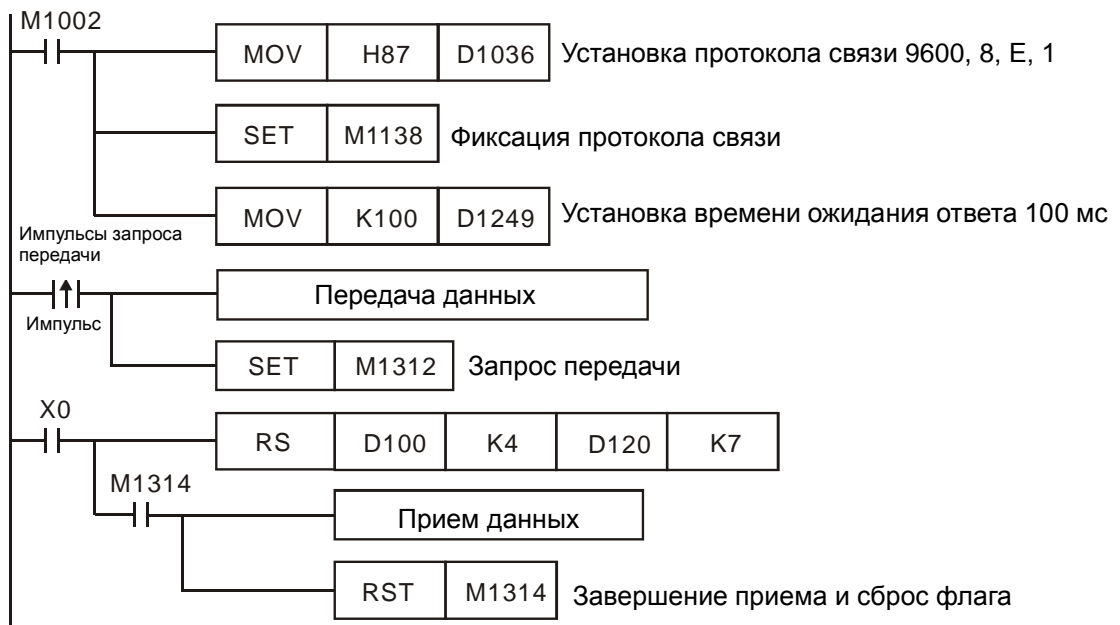 M1002
MOV H87 D1036 Установка протокола связи 9600, 8, E, 1
SET M1138 Фиксация протокола связи
MOV K100 D1249 Установка времени ожидания ответа 100 мс
Импульсы запроса
передачи
Передача данных
Импульс
SET M1312 Запрос передачи
X0
RS D100 K4 D120 K7
M1314
Прием данных
RST M1314 Завершение приема и сброс флага